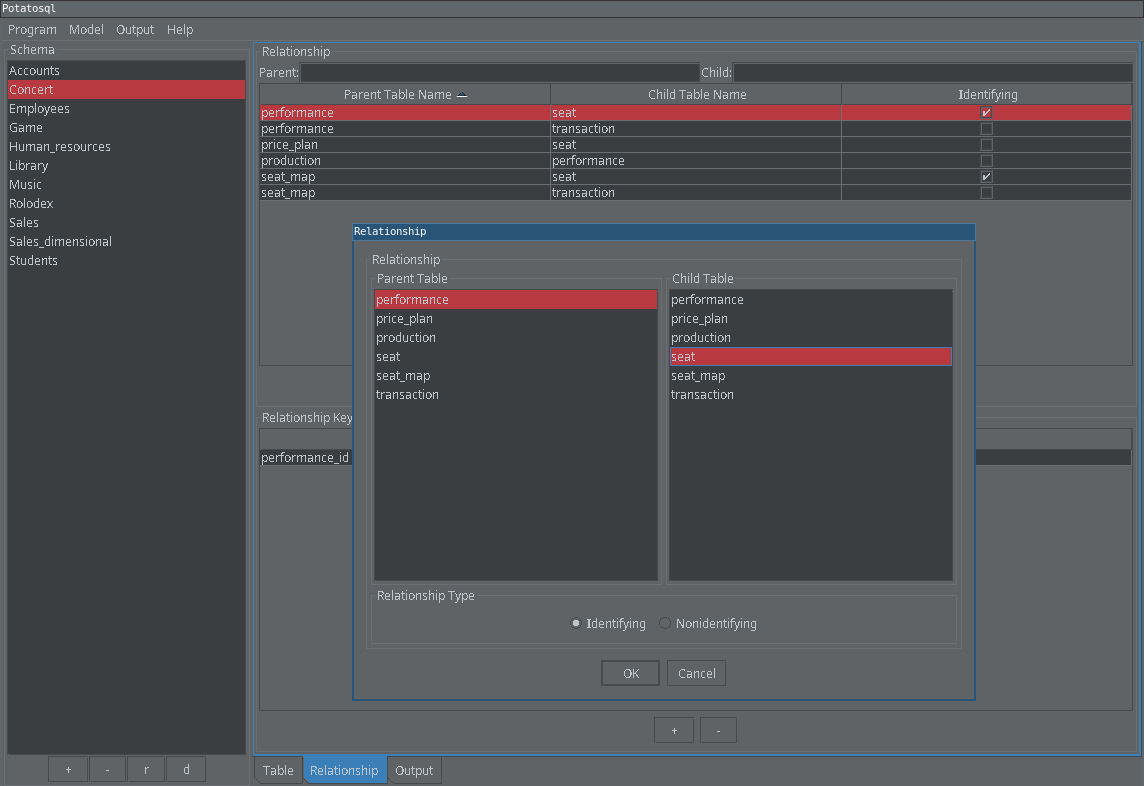 Potatosql
Program Model Output Help
Schema
Accounts
Concert
Employees
Game
Human_resources
Library
Music
Rolodex
Sales
Sales_dimensional
Students
+ - r d
Relationship
Parent: Child:
Parent Table Name Child Table Name Identifying
performance seat
performance transaction
price_plan seat
production performance
seat_map seat
seat_map transaction
Relationship
Relationship
Parent Table
performance
price_plan
production
seat
seat_map
transaction
Child Table
performance
price_plan
production
seat
seat_map
transaction
Relationship Type
Identifying Nonidentifying
OK Cancel
Relationship Key
performance_id
+ -
Table Relationship Output